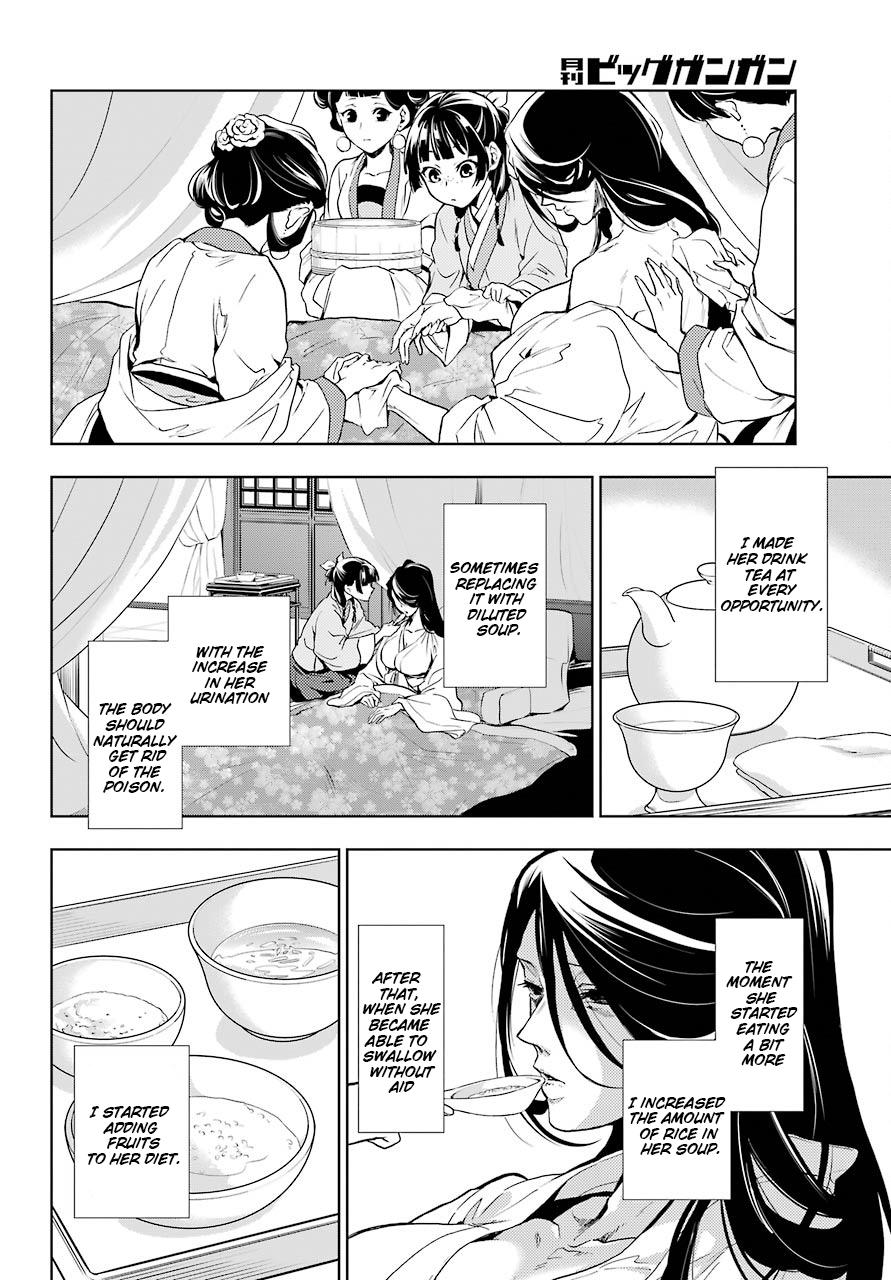 月刊ビッグガンガン
I MADE
HER DRINK
TEA AT
EVERY
OPPORTUNITY.
SOMETIMES
REPLACING
IT WITH
DILUTED
SOUP.
WITH THE
INCREASE
IN HER
URINATION
THE BODY
SHOULD
NATURALLY
GET RID
OF THE
POISON.
THE
MOMENT
SHE
STARTED
EATING
A BIT
MORE
I INCREASED
THE AMOUNT
OF RICE IN
HER SOUP.
AFTER
THAT,
WHEN SHE
BECAME
ABLE TO
SWALLOW
WITHOUT
AID
I STARTED
ADDING
FRUITS
TO HER DIET.